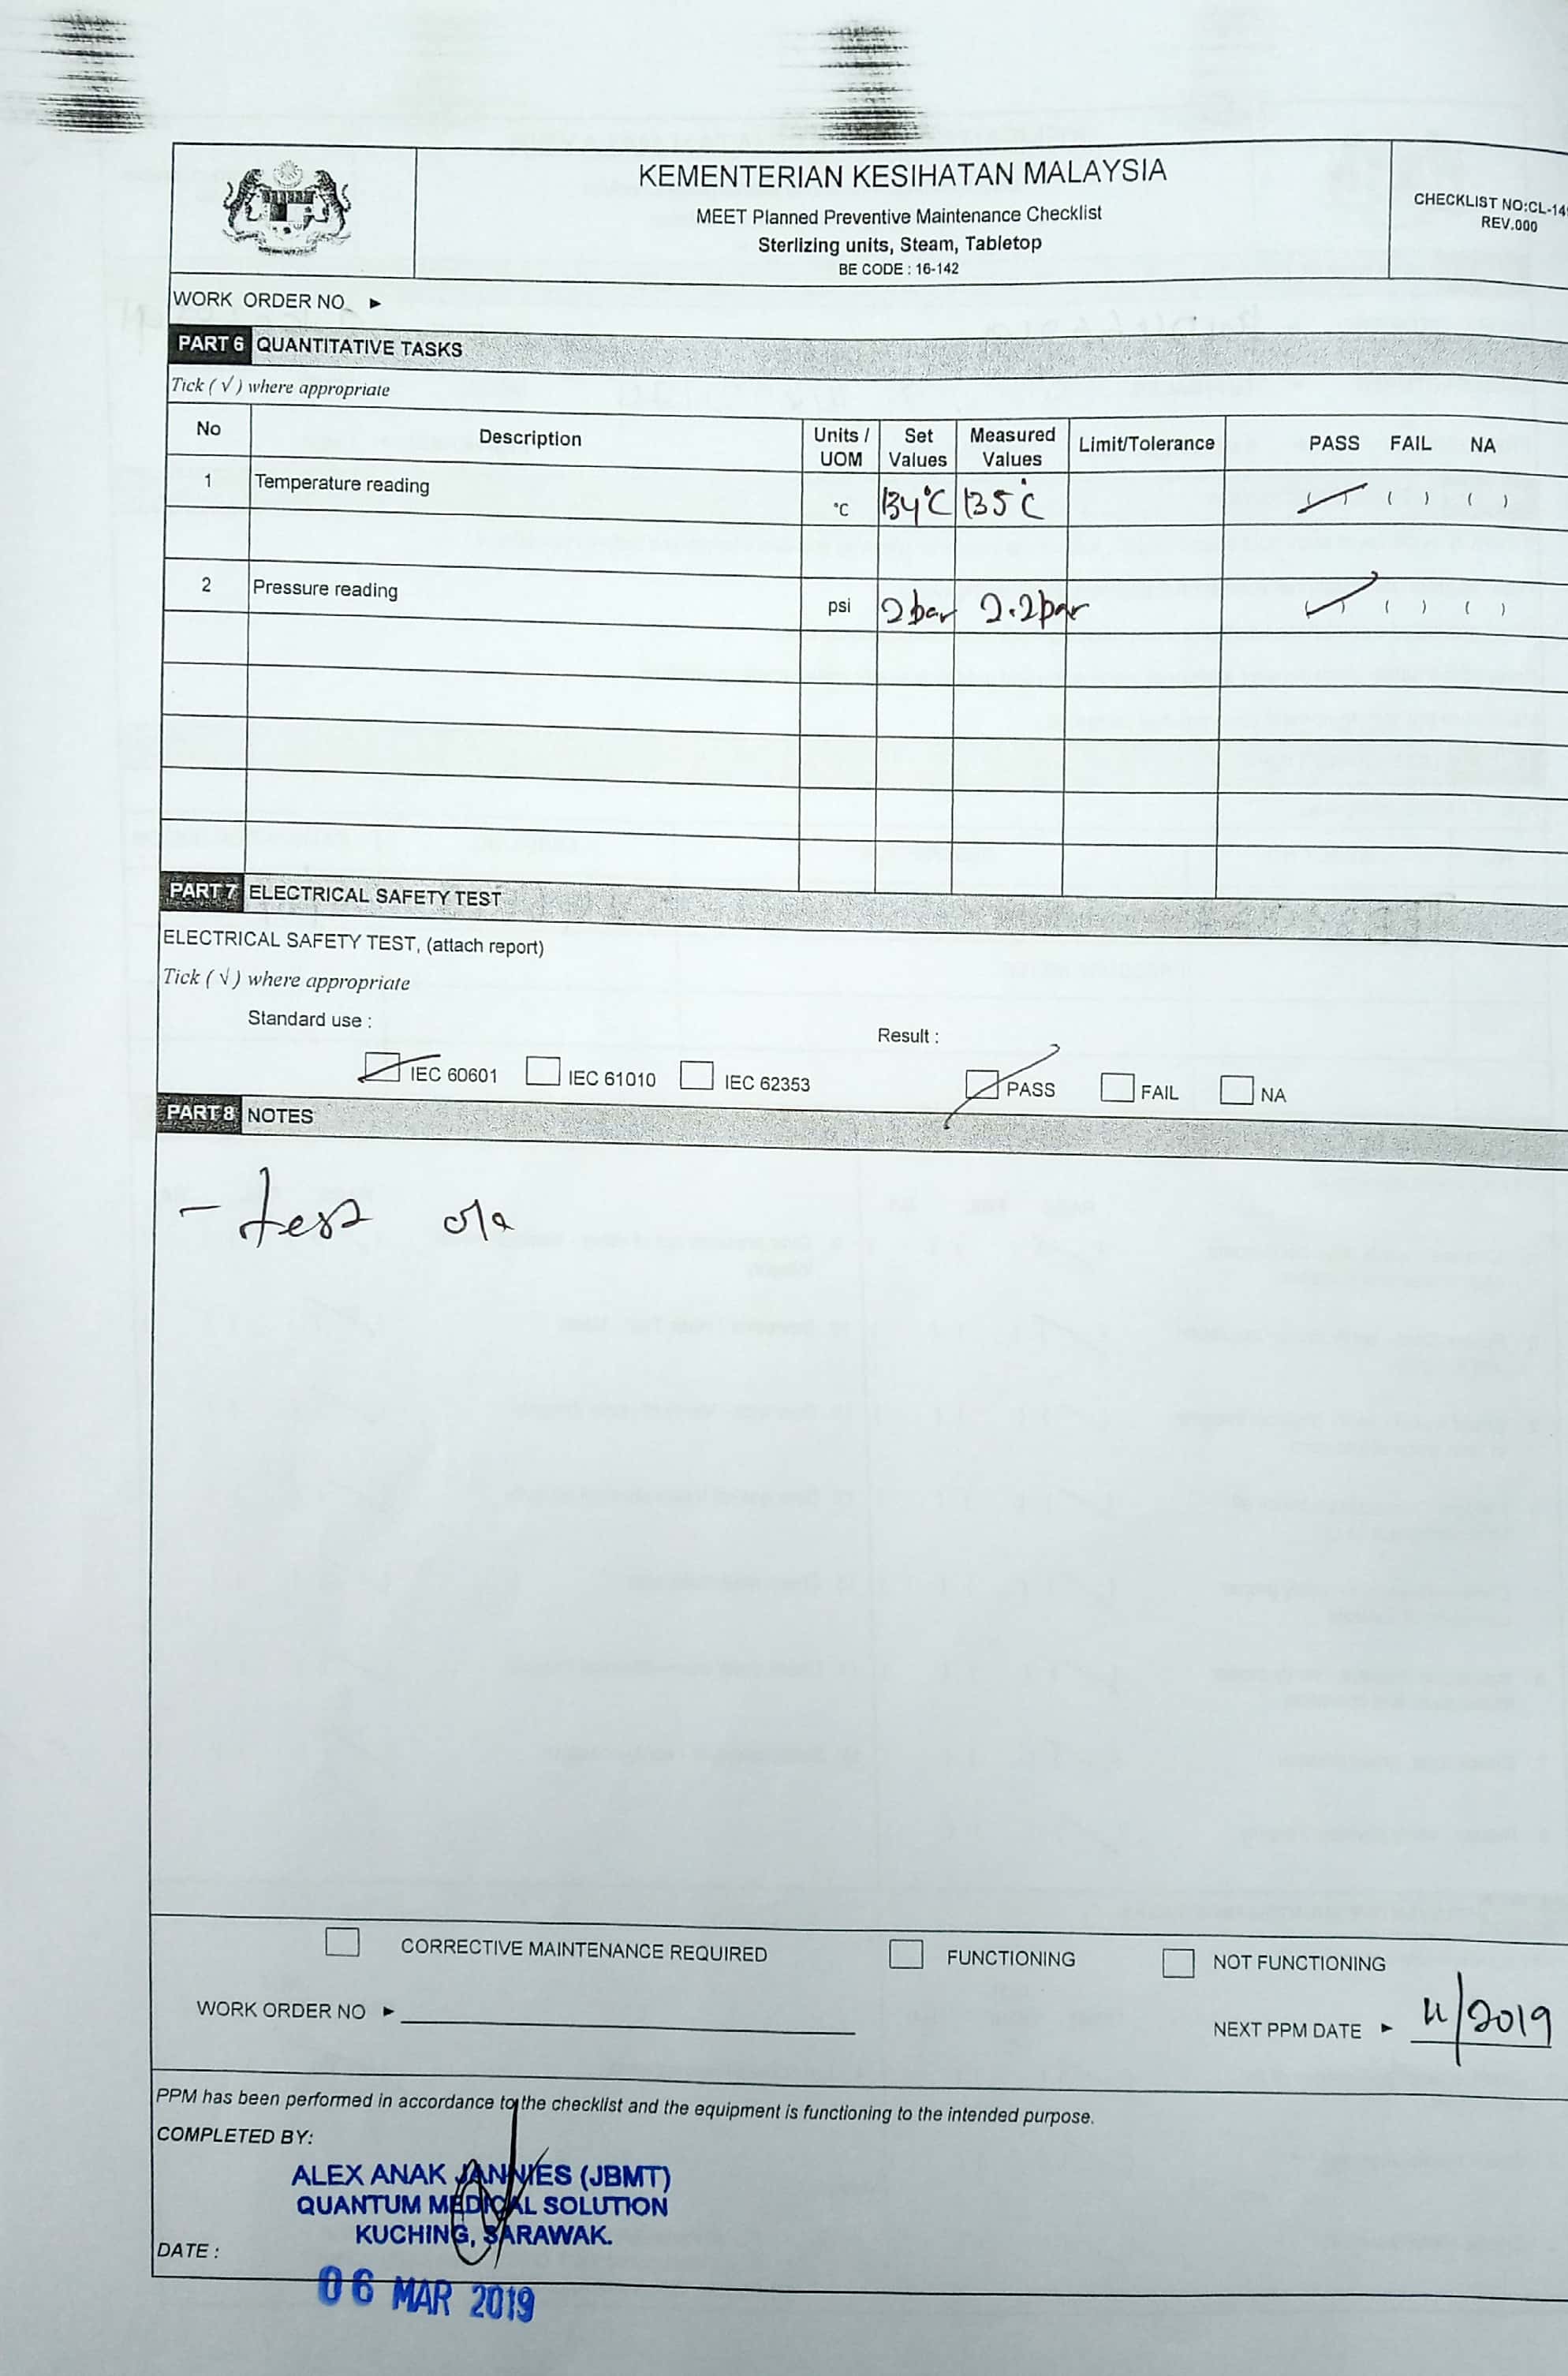 KEMENTERIAN KESIHATAN MALAYSIA
MEET Planned Preventive Maintenance Checklist
Sterlizing units, Steam, Tabletop
BE CODE : 16-142
CHECKLIST NO:CL-14
REV.000
WORK ORDER NO ►
PART 6 QUANTITATIVE TASKS
Tick ( √ ) where appropriate
No Description Units / UOM Set Values Measured Values Limit/Tolerance PASS FAIL NA
1 Temperature reading °C 134°C 135°C ( ) ( ) ( )
2 Pressure reading psi 2bar 2.2bar ( ) ( ) ( )
PART 7 ELECTRICAL SAFETY TEST
ELECTRICAL SAFETY TEST, (attach report)
Tick ( √ ) where appropriate
Standard use :
Result :
IEC 60601 IEC 61010 IEC 62353 PASS FAIL NA
PART 8 NOTES
- test
CORRECTIVE MAINTENANCE REQUIRED FUNCTIONING NOT FUNCTIONING
WORK ORDER NO ►
NEXT PPM DATE ► /2019
PPM has been performed in accordance to the checklist and the equipment is functioning to the intended purpose.
COMPLETED BY:
ALEX ANAK JANNIES (JBMT)
QUANTUM MEDICAL SOLUTION
KUCHING, SARAWAK.
DATE :
06 MAR 2019